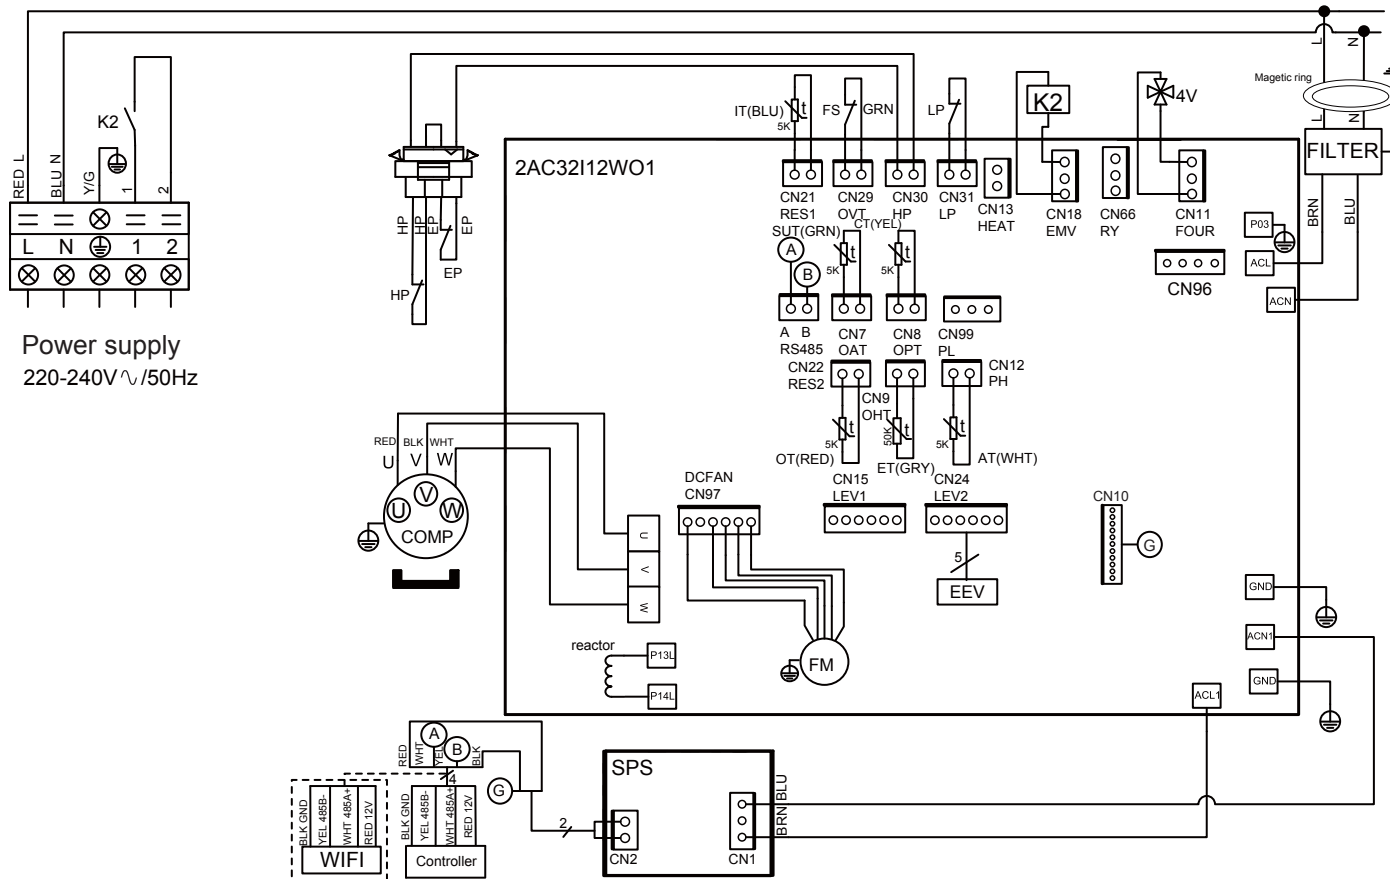 L
N
Magetic ring
L
N
FILTER
BRN
BLU
K2
RED L
BLU N
Y/G
1
2
L N 1 2
Power supply
220-240V∿/50Hz
HP
HP
EP
EP
EP
HP
IT(BLU)
t
5K
FS
GRN
LP
K2
4V
2AC32I12WO1
CN21
RES1
CN29
OVT
CN30
HP
CN31
LP
CN13
HEAT
CN18
EMV
CN66
RY
CN11
FOUR
P03
ACL
ACN
CN96
SUT(GRN)
CT(YEL)
A
B
t
5K
t
5K
A B
RS485
CN7
OAT
CN8
OPT
CN99
PL
CN22
RES2
CN9
OHT
CN12
PH
t
5K
t
50K
t
5K
OT(RED)
ET(GRY)
AT(WHT)
DCFAN
CN97
CN15
LEV1
CN24
LEV2
CN10
G
5
EEV
RED BLK WHT
U V W
U V W
COMP
U
V
W
FM
reactor
P13L
P14L
GND
ACN1
GND
ACL1
RED
WHT
YEL
BLK
A
B
4
G
2
BLK GND
YEL 485B-
WHT 485A+
RED 12V
WIFI
BLK GND
YEL 485B-
WHT 485A+
RED 12V
Controller
SPS
CN2
CN1
BLU
BRN